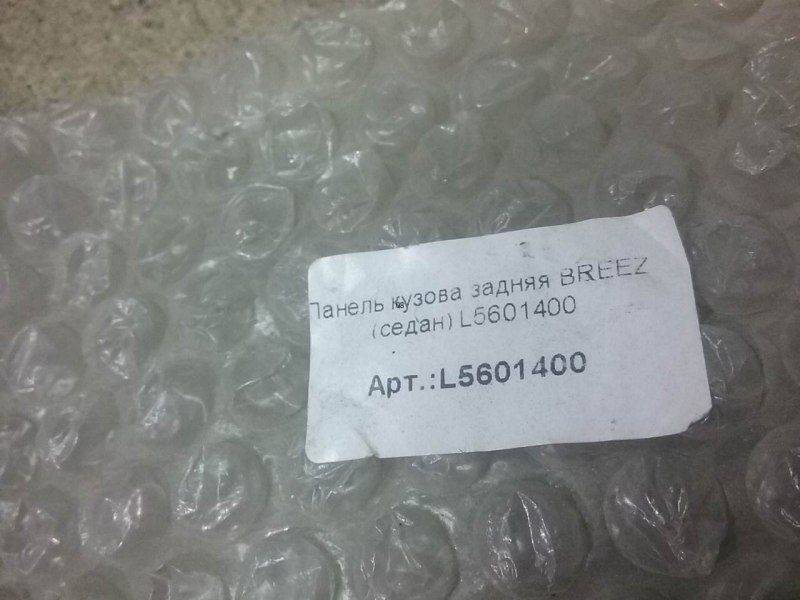 Панель кузова задняя BREEZ
(седан) L5601400
Арт.:L5601400